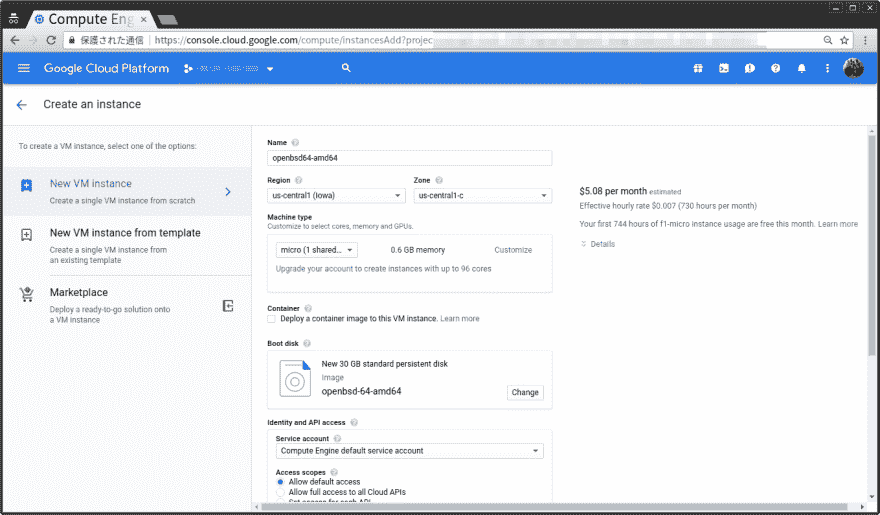 Compute Eng
保護された通信
https://console.cloud.google.com/compute/instancesAdd?projec
Google Cloud Platform
Create an instance
To create a VM instance, select one of the options:
New VM instance
Create a single VM instance from scratch
New VM instance from template
Create a single VM instance from
an existing template
Marketplace
Deploy a ready-to-go solution onto
a VM instance
Name
openbsd64-amd64
Region
Zone
us-central1 (Iowa)
us-central1-c
Machine type
Customize to select cores, memory and GPUs.
micro (1 shared...
0.6 GB memory
Customize
Upgrade your account to create instances with up to 96 cores
Container
Deploy a container image to this VM instance. Learn more
Boot disk
New 30 GB standard persistent disk
Image
openbsd-64-amd64
Change
Identity and API access
Service account
Compute Engine default service account
Access scopes
Allow default access
Allow full access to all Cloud APIs
Set access for each API
$5.08 per month estimated
Effective hourly rate $0.007 (730 hours per month)
Your first 744 hours of f1-micro instance usage are free this month. Learn more
Details